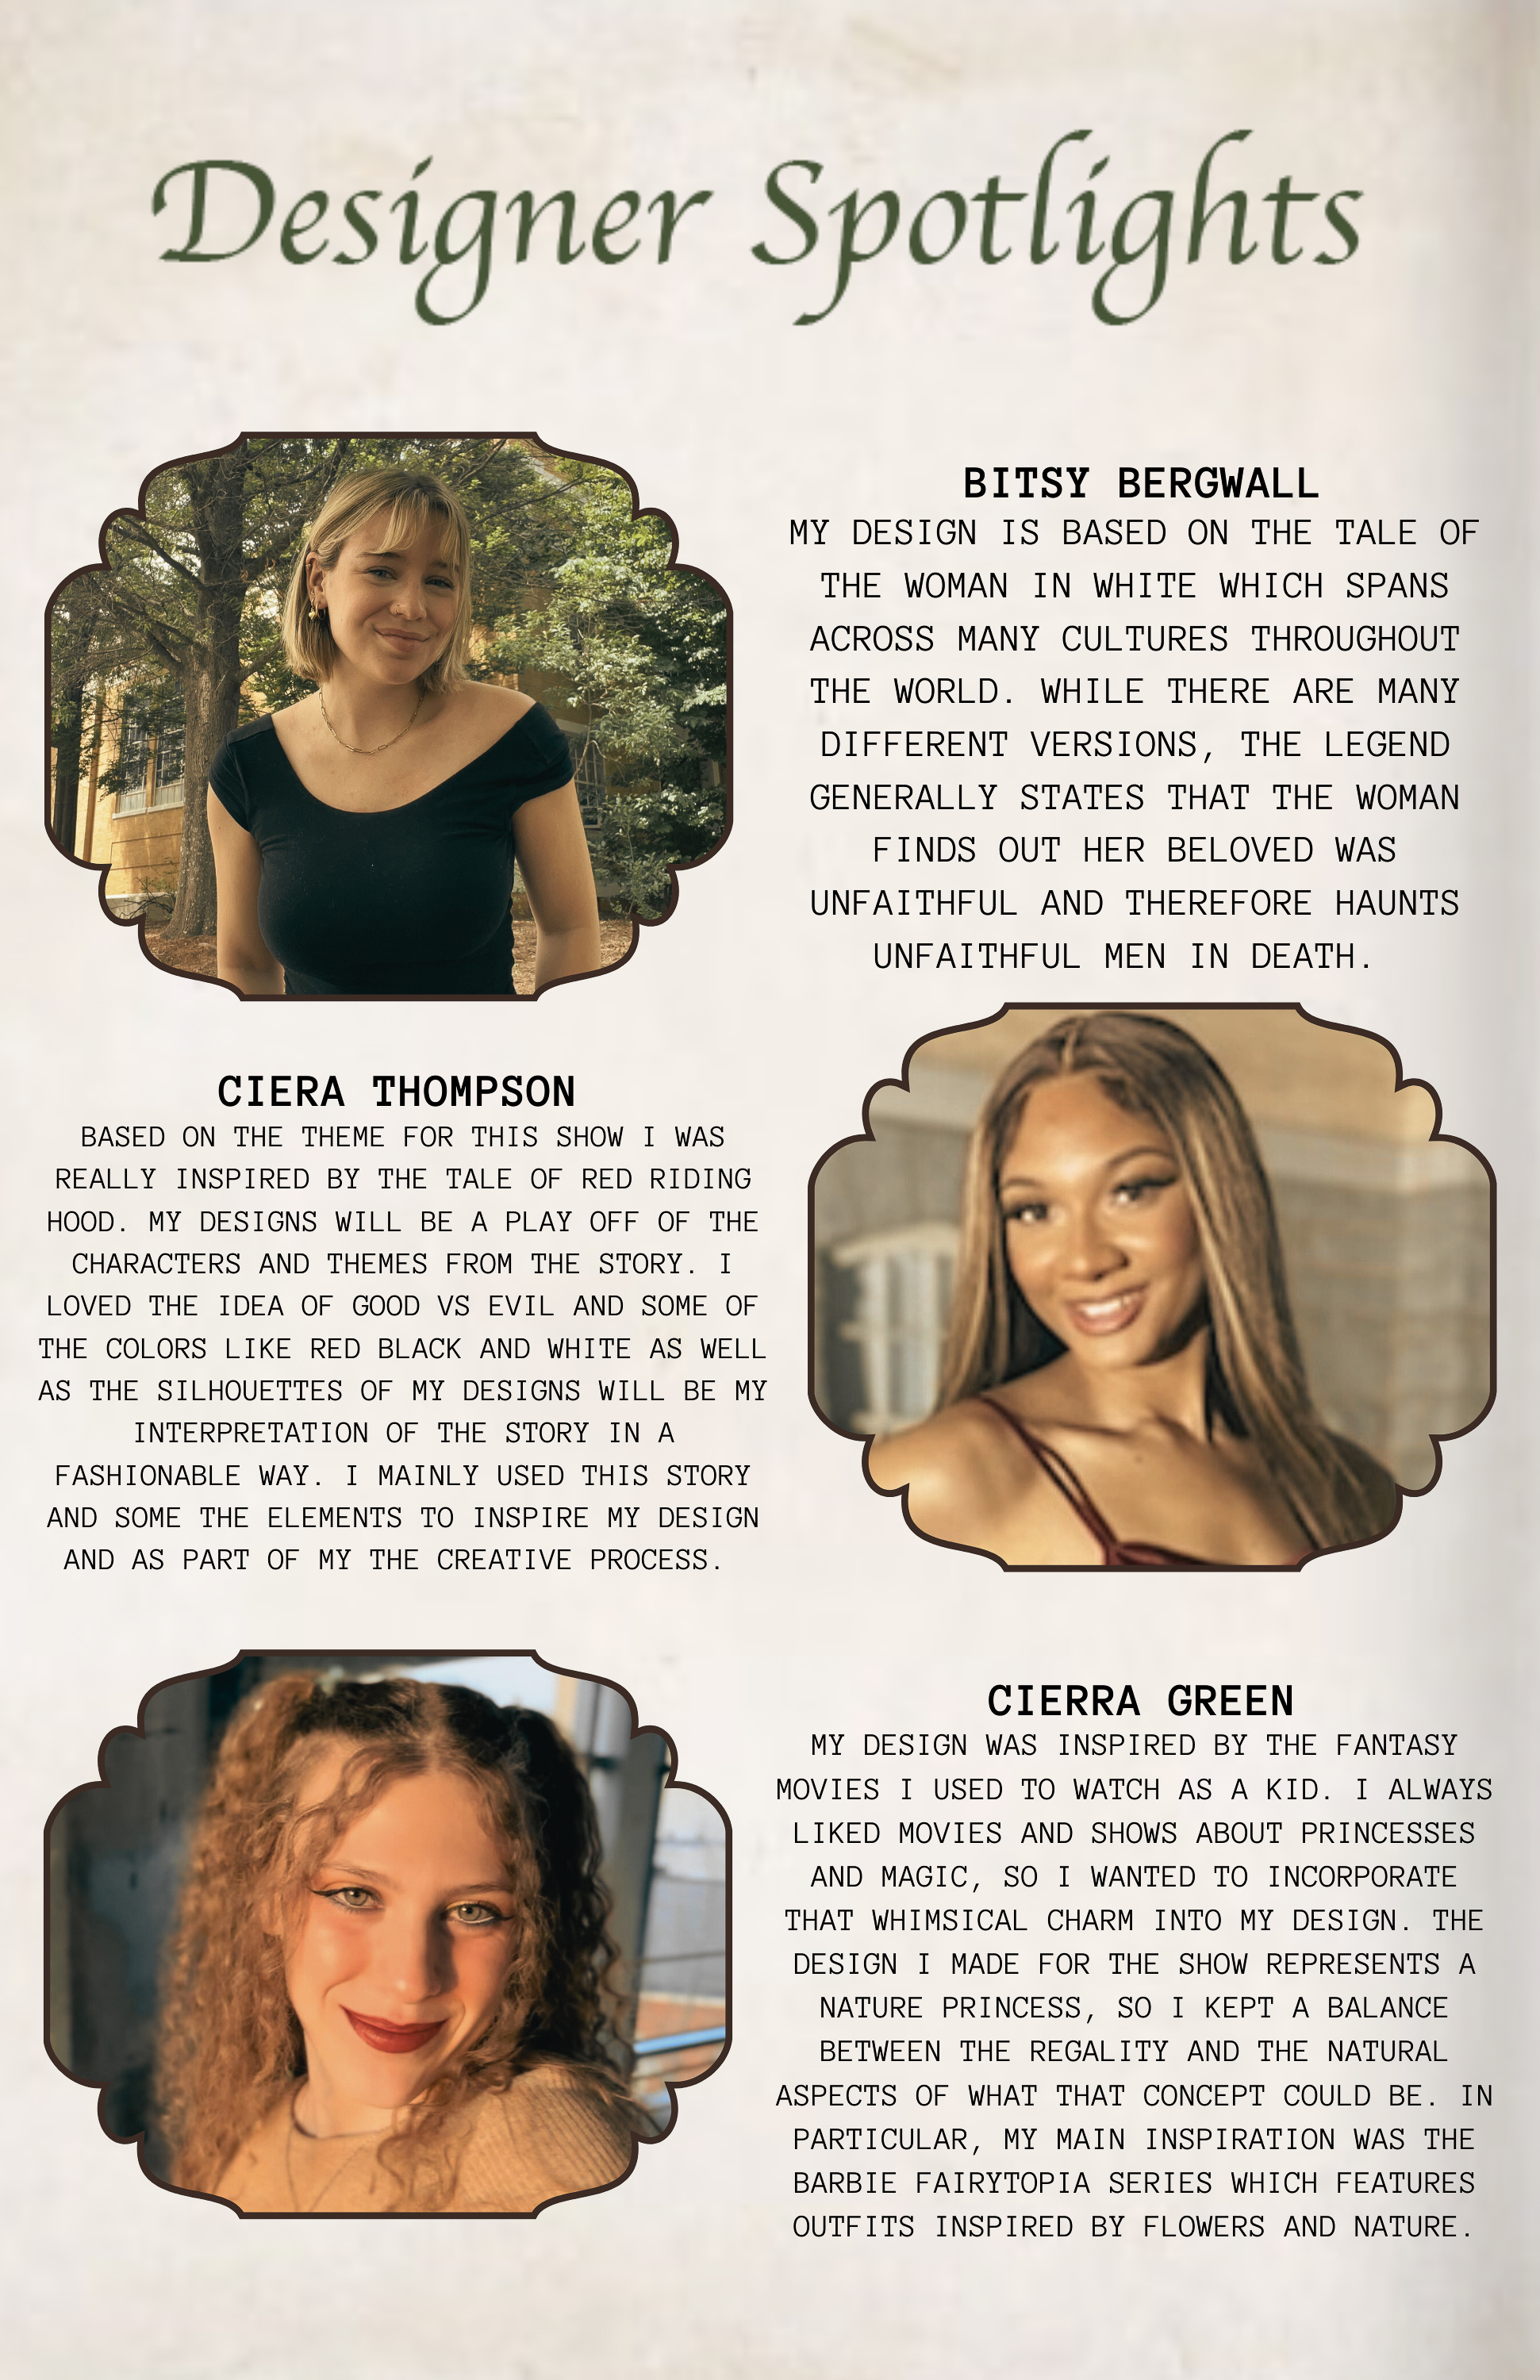 Designer Spotlights
BITSY BERGWALL
MY DESIGN IS BASED ON THE TALE OF
THE WOMAN IN WHITE WHICH SPANS
ACROSS MANY CULTURES THROUGHOUT
THE WORLD. WHILE THERE ARE MANY
DIFFERENT VERSIONS, THE LEGEND
GENERALLY STATES THAT THE WOMAN
FINDS OUT HER BELOVED WAS
UNFAITHFUL AND THEREFORE HAUNTS
UNFAITHFUL MEN IN DEATH.
CIERA THOMPSON
BASED ON THE THEME FOR THIS SHOW I WAS
REALLY INSPIRED BY THE TALE OF RED RIDING
HOOD. MY DESIGNS WILL BE A PLAY OFF OF THE
CHARACTERS AND THEMES FROM THE STORY. I
LOVED THE IDEA OF GOOD VS EVIL AND SOME OF
THE COLORS LIKE RED BLACK AND WHITE AS WELL
AS THE SILHOUETTES OF MY DESIGNS WILL BE MY
INTERPRETATION OF THE STORY IN A
FASHIONABLE WAY. I MAINLY USED THIS STORY
AND SOME THE ELEMENTS TO INSPIRE MY DESIGN
AND AS PART OF MY THE CREATIVE PROCESS.
CIERRA GREEN
MY DESIGN WAS INSPIRED BY THE FANTASY
MOVIES I USED TO WATCH AS A KID. I ALWAYS
LIKED MOVIES AND SHOWS ABOUT PRINCESSES
AND MAGIC, SO I WANTED TO INCORPORATE
THAT WHIMSICAL CHARM INTO MY DESIGN. THE
DESIGN I MADE FOR THE SHOW REPRESENTS A
NATURE PRINCESS, SO I KEPT A BALANCE
BETWEEN THE REGALITY AND THE NATURAL
ASPECTS OF WHAT THAT CONCEPT COULD BE. IN
PARTICULAR, MY MAIN INSPIRATION WAS THE
BARBIE FAIRYTOPIA SERIES WHICH FEATURES
OUTFITS INSPIRED BY FLOWERS AND NATURE.